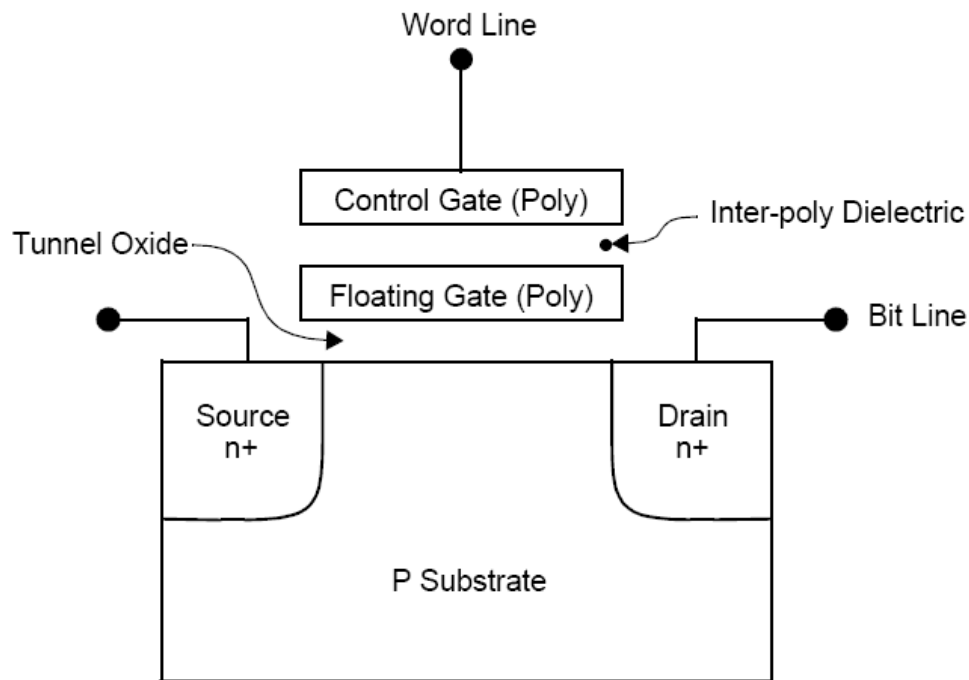 Word Line
Control Gate (Poly)
Inter-poly Dielectric
Tunnel Oxide
Floating Gate (Poly)
Bit Line
Source
n+
Drain
n+
P Substrate